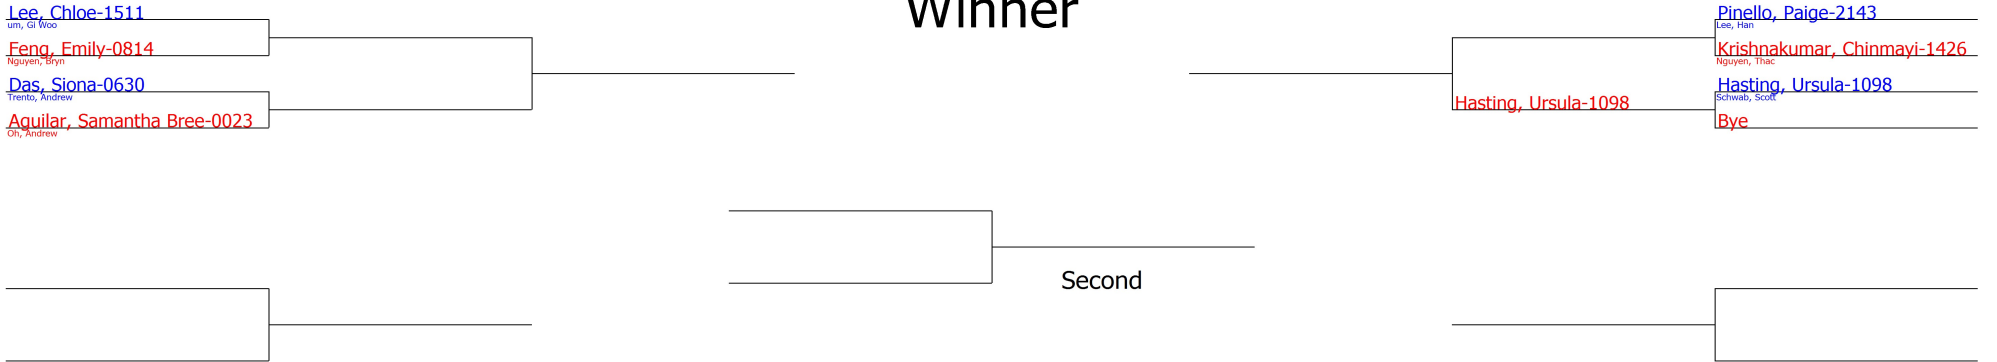 Winner
Lee, Chloe-1511
um, Gi Woo
Feng, Emily-0814
Nguyen, Bryn
Das, Siona-0630
Trento, Andrew
Aguilar, Samantha Bree-0023
Oh, Andrew
Pinello, Paige-2143
Lee, Han
Krishnakumar, Chinmayi-1426
Nguyen, Thac
Hasting, Ursula-1098
Schwab, Scott
Hasting, Ursula-1098
Bye
Second